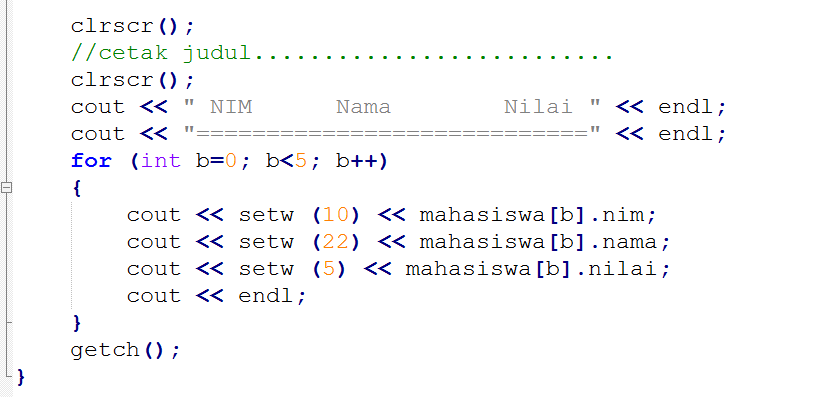 clrscr();
//cetak judul..........................
clrscr();
cout << " NIM      Nama        Nilai " << endl;
cout << "============================" << endl;
for (int b=0; b<5; b++)
{
    cout << setw (10) << mahasiswa[b].nim;
    cout << setw (22) << mahasiswa[b].nama;
    cout << setw (5) << mahasiswa[b].nilai;
    cout << endl;
}
getch();
}